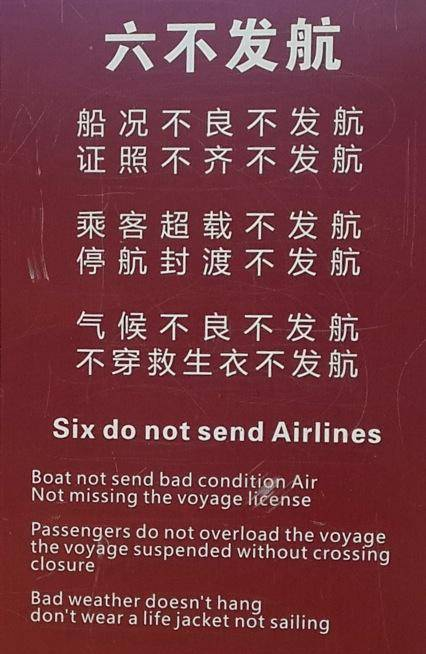 六不发航
船况不良不发航
证照不齐不发航
乘客超载不发航
停航封渡不发航
气候不良不发航
不穿救生衣不发航
Six do not send Airlines
Boat not send bad condition Air
Not missing the voyage license
Passengers do not overload the voyage
the voyage suspended without crossing
closure
Bad weather doesn't hang
don't wear a life jacket not sailing